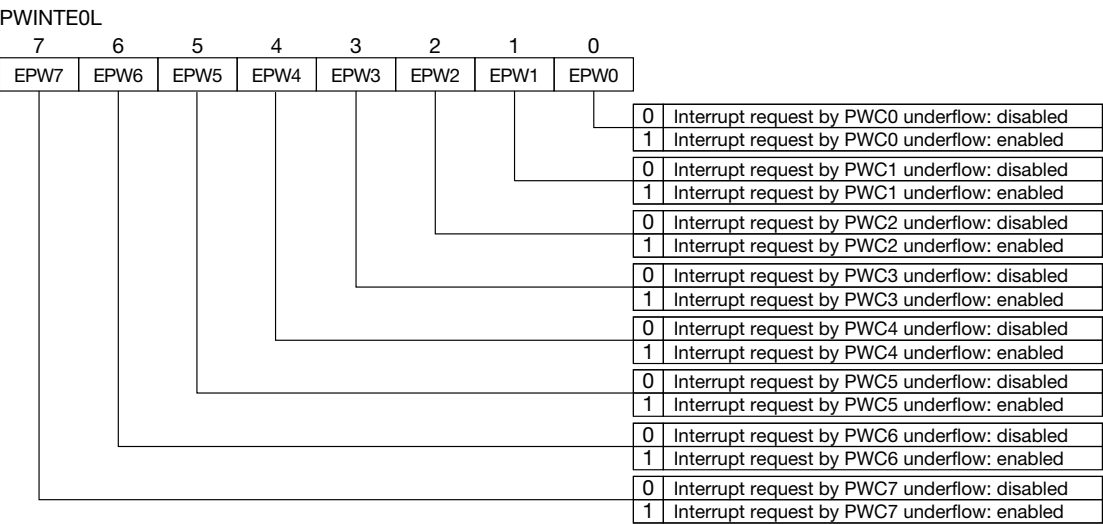 PWINTE0L
7 6 5 4 3 2 1 0
EPW7 EPW6 EPW5 EPW4 EPW3 EPW2 EPW1 EPW0
0 Interrupt request by PWC0 underflow: disabled
1 Interrupt request by PWC0 underflow: enabled
0 Interrupt request by PWC1 underflow: disabled
1 Interrupt request by PWC1 underflow: enabled
0 Interrupt request by PWC2 underflow: disabled
1 Interrupt request by PWC2 underflow: enabled
0 Interrupt request by PWC3 underflow: disabled
1 Interrupt request by PWC3 underflow: enabled
0 Interrupt request by PWC4 underflow: disabled
1 Interrupt request by PWC4 underflow: enabled
0 Interrupt request by PWC5 underflow: disabled
1 Interrupt request by PWC5 underflow: enabled
0 Interrupt request by PWC6 underflow: disabled
1 Interrupt request by PWC6 underflow: enabled
0 Interrupt request by PWC7 underflow: disabled
1 Interrupt request by PWC7 underflow: enabled